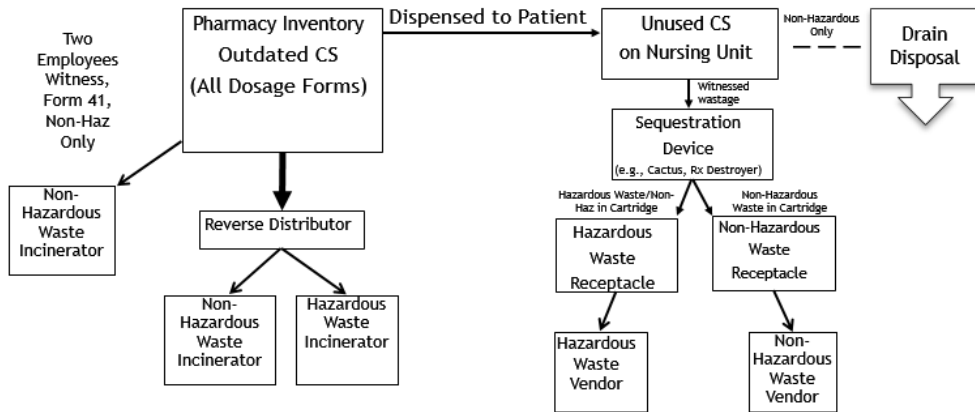 Two
Employees
Witness,
Form 41,
Non-Haz
Only
Pharmacy Inventory
Outdated CS
(All Dosage Forms)
Dispensed to Patient
Unused CS
on Nursing Unit
Non-Hazardous
Only
Drain
Disposal
Witnessed
wastage
Sequestration
Device
(e.g., Cactus, Rx Destroyer)
Non-
Hazardous
Waste
Incinerator
Reverse Distributor
Non-
Hazardous
Waste
Incinerator
Hazardous
Waste
Incinerator
Hazardous Waste/Non-
Haz in Cartridge
Non-Hazardous
Waste in Cartridge
Hazardous
Waste
Receptacle
Non-Hazardous
Waste
Receptacle
Hazardous
Waste
Vendor
Non-
Hazardous
Waste
Vendor